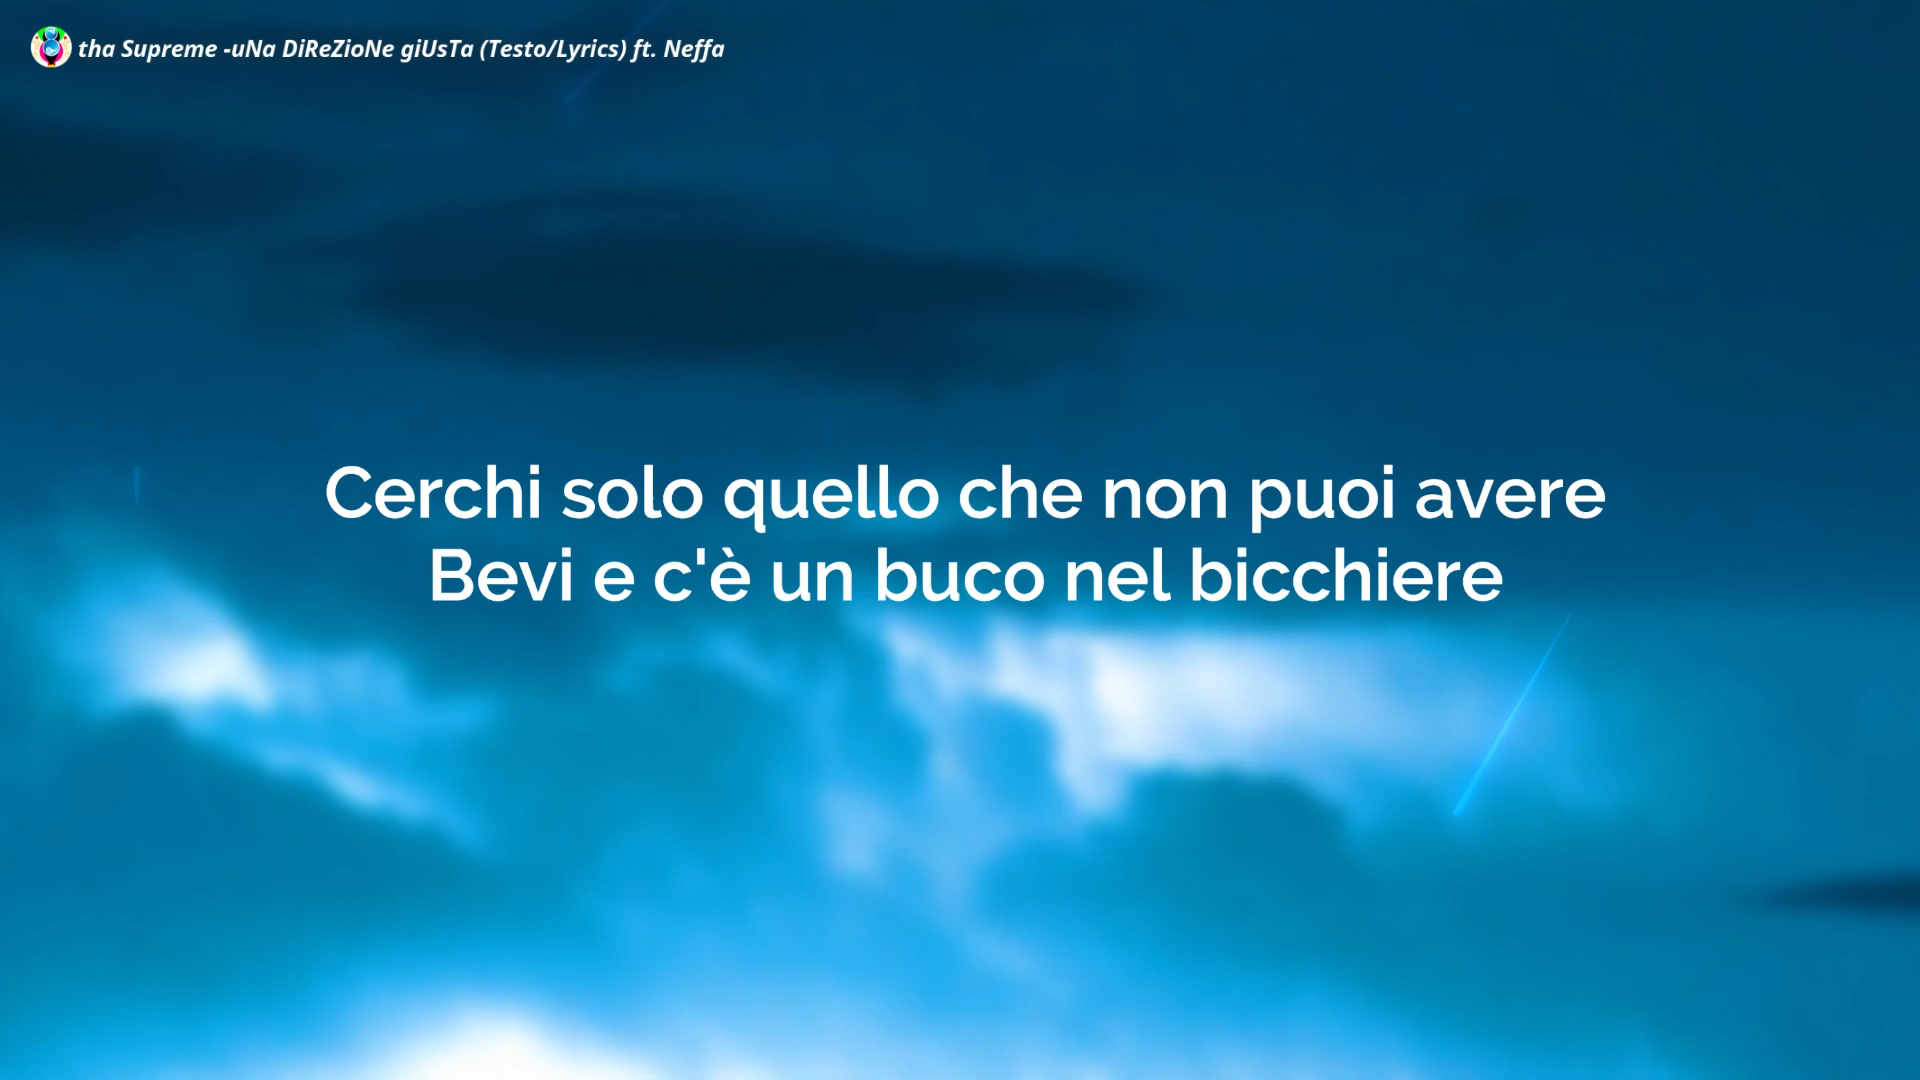 tha Supreme -uNa DiReZioNe giUsTa (Testo/Lyrics) ft. Neffa
Cerchi solo quello che non puoi avere
Bevi e c'è un buco nel bicchiere